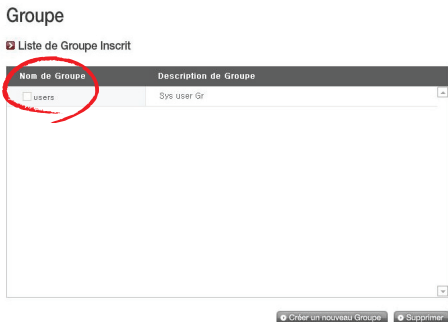 Groupe
Liste de Groupe Inscrit
Nom de Groupe Description de Groupe
users Sys user Gr
Créer un nouveau Groupe Supprimer